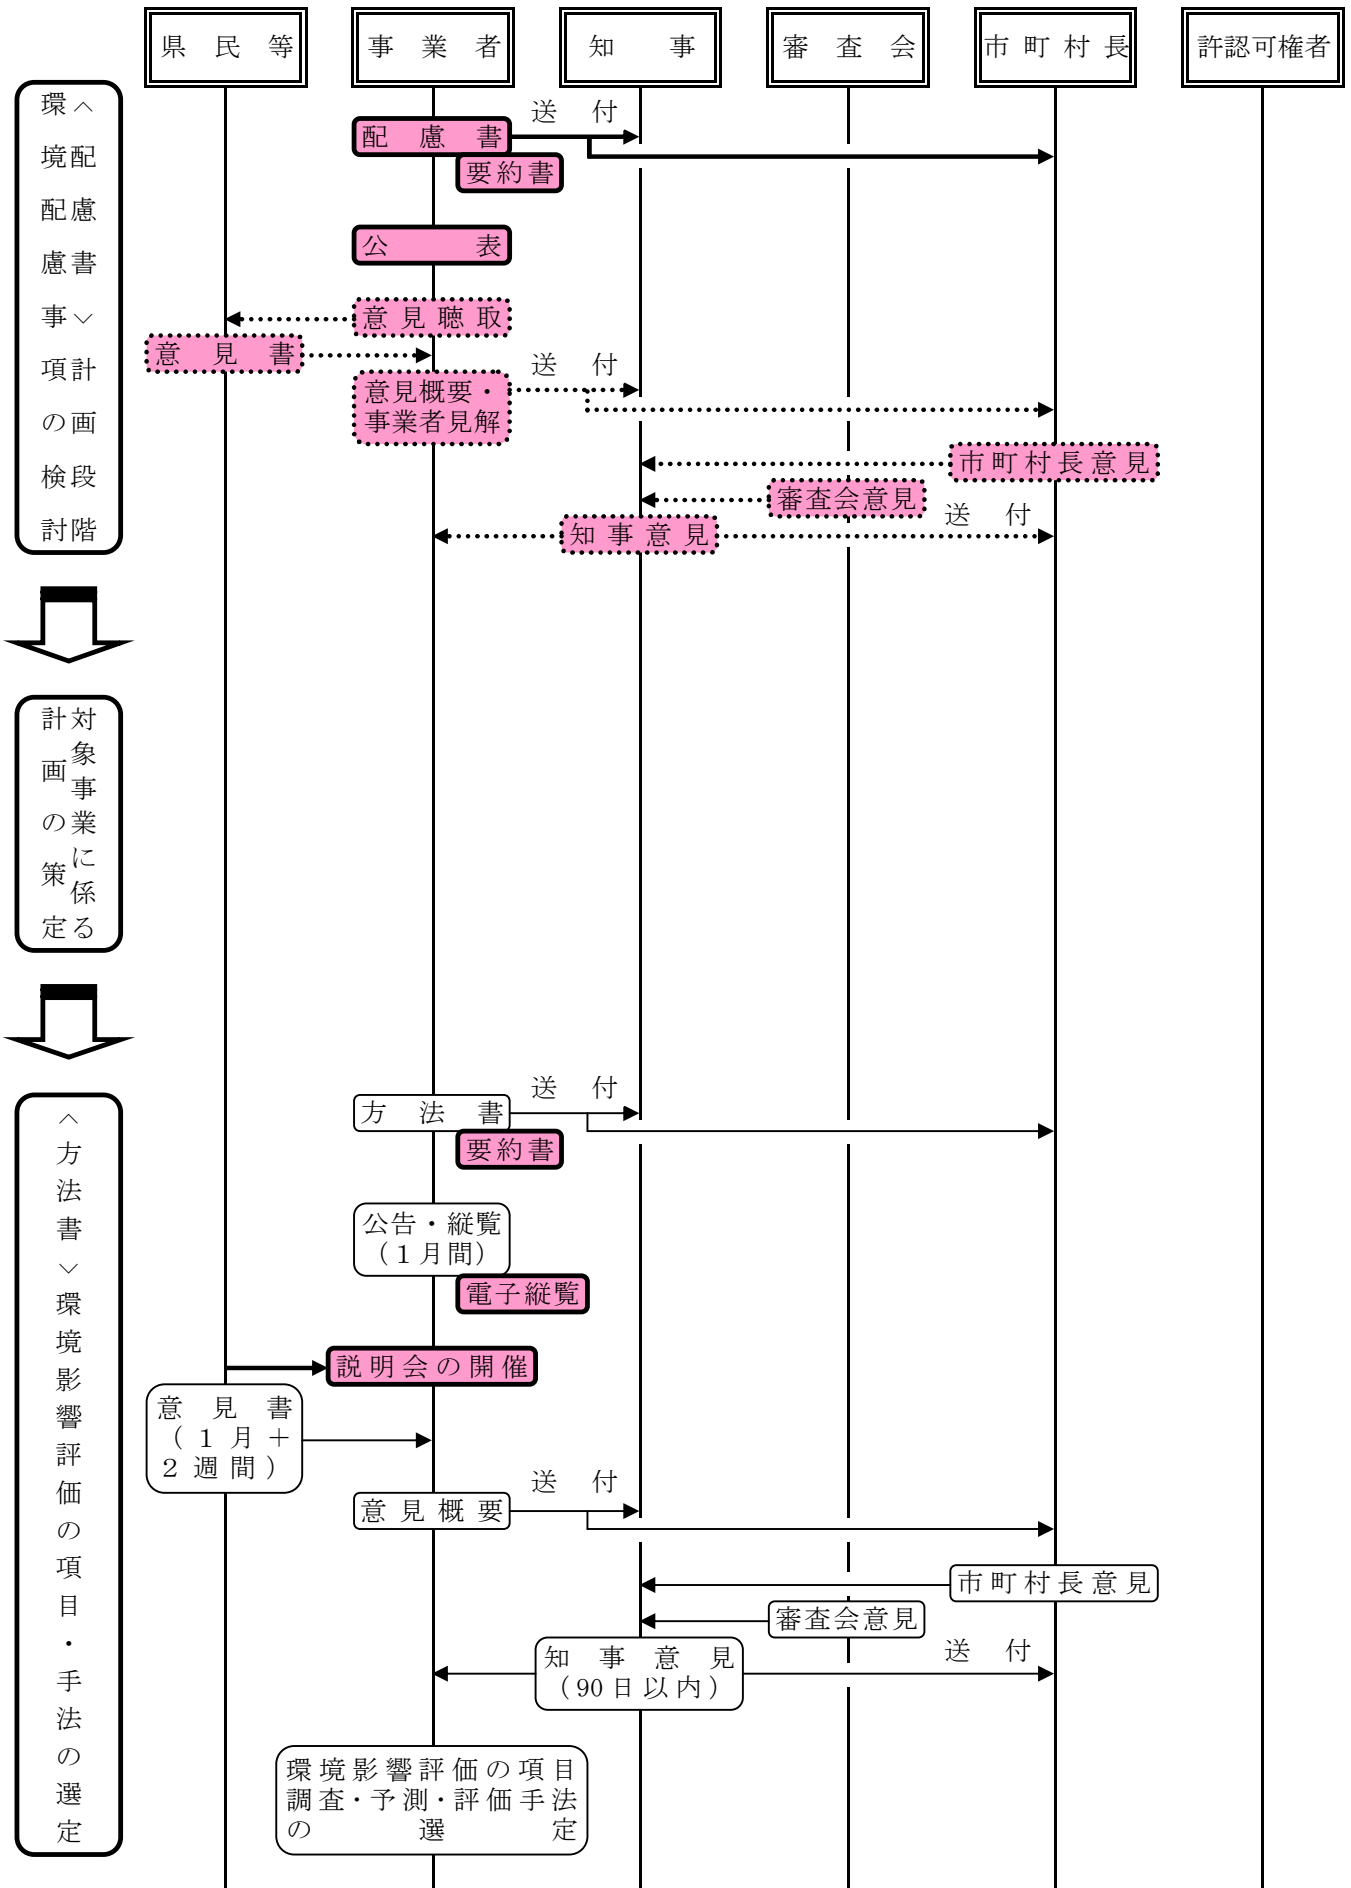 県民等
事業者
知事
審査会
市町村長
許認可権者
〈配慮書〉計画段階
環境配慮事項の検討
送付
配慮書
要約書
公表
意見聴取
意見書
送付
意見概要・
事業者見解
市町村長意見
審査会意見
送付
知事意見
対象事業に係る
計画の策定
〈方法書〉環境影響評価の項目・手法の選定
送付
方法書
要約書
公告・縦覧
（１月間）
電子縦覧
説明会の開催
意見書
（１月＋
２週間）
送付
意見概要
市町村長意見
審査会意見
送付
知事意見
（90日以内）
環境影響評価の項目
調査・予測・評価手法
の選定